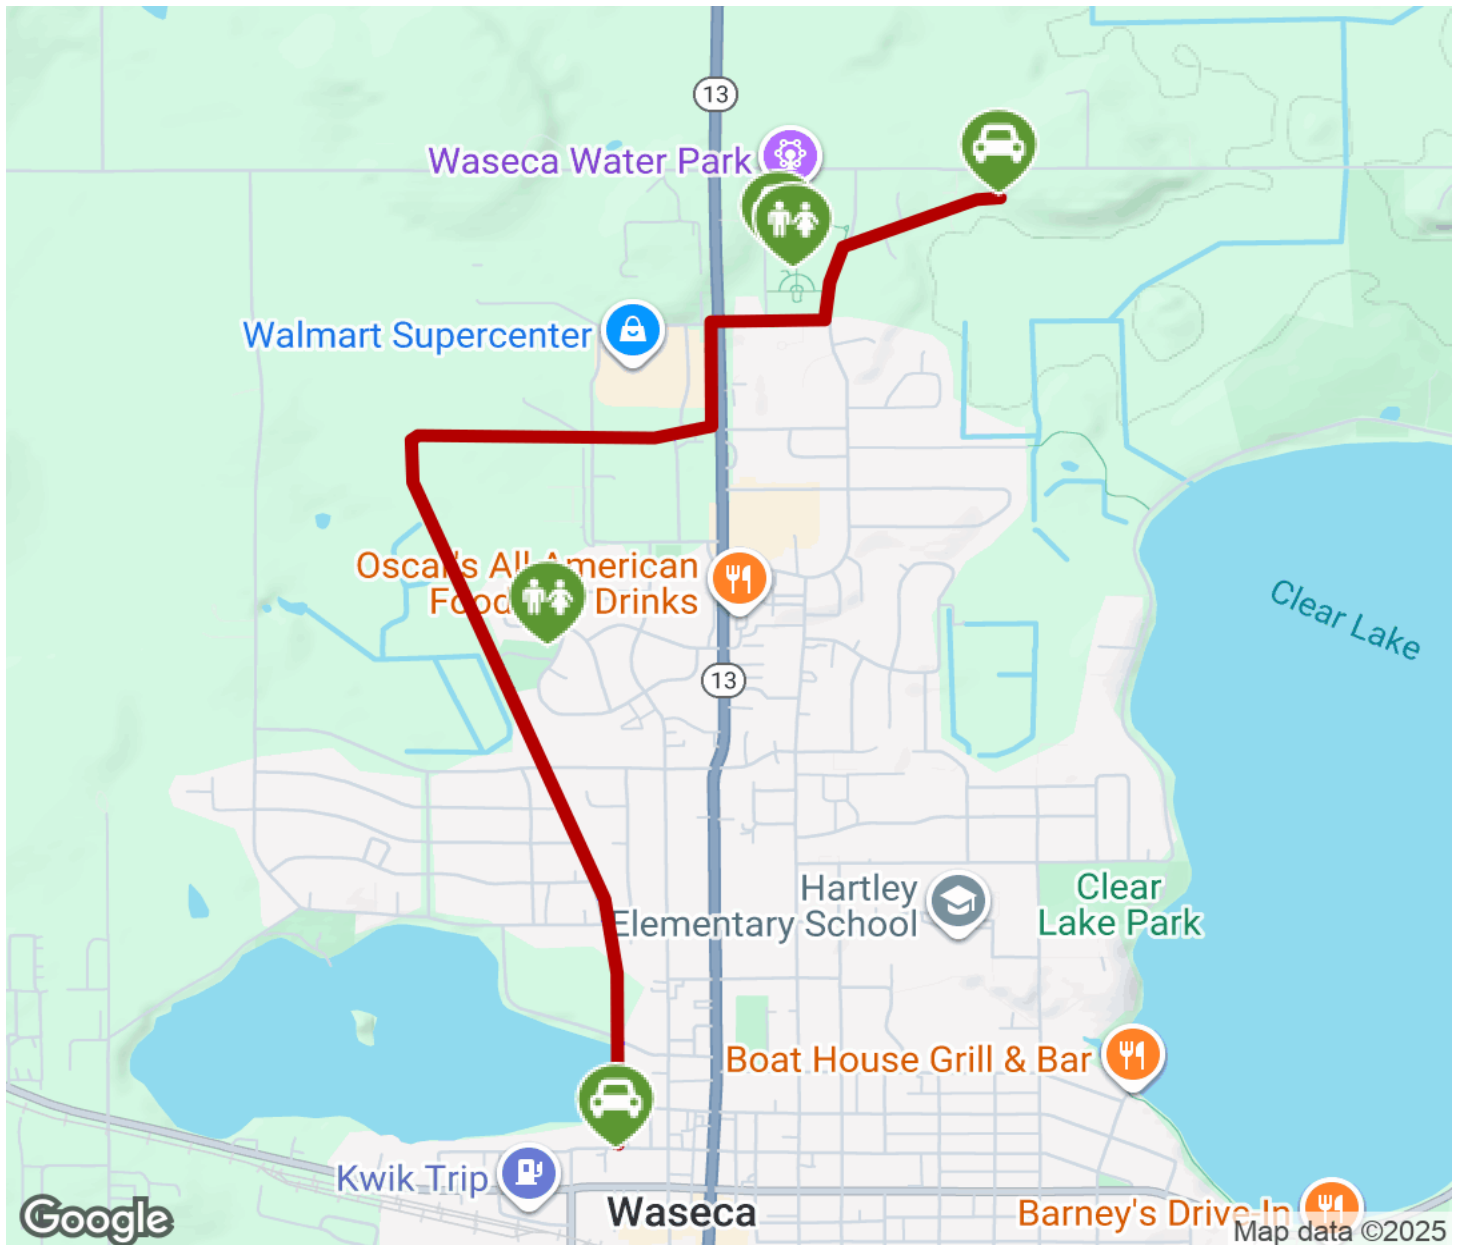 13
Waseca Water Park
Walmart Supercenter
Oscar's All American
Food Drinks
Clear Lake
13
Hartley
Elementary School
Clear
Lake Park
Boat House Grill & Bar
Kwik Trip
Waseca
Barney's Drive-In
Google
Map data ©2025